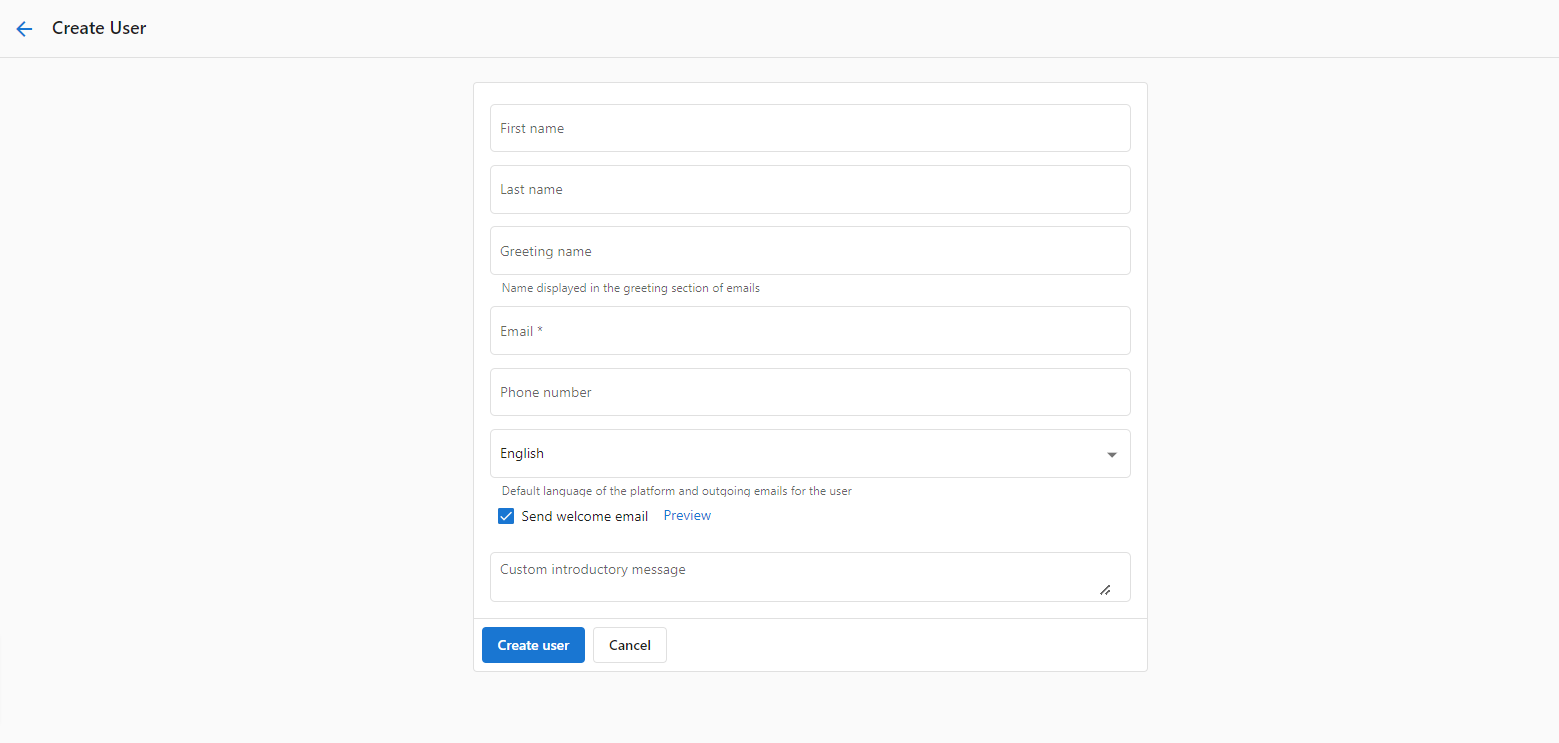 Create User
First name
Last name
Greeting name
Name displayed in the greeting section of emails
Email *
Phone number
English
Default language of the platform and outgoing emails for the user
Send welcome email Preview
Custom introductory message
Create user Cancel